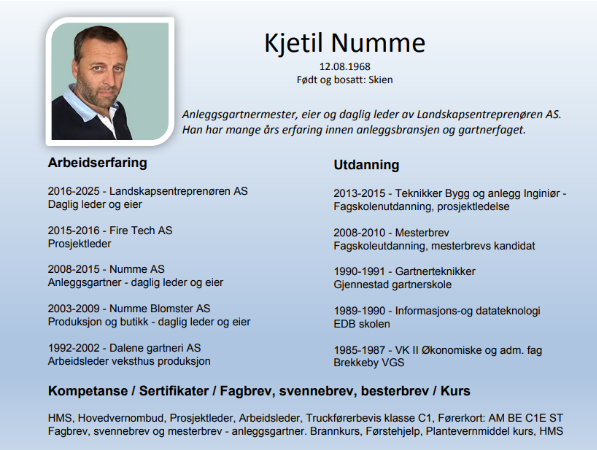 Kjetil Numme
12.08.1968
Født og bosatt: Skien
Anleggsgartnermester, eier og daglig leder av Landskapsentreprenøren AS.
Han har mange års erfaring innen anleggsbransjen og gartnerfaget.
Arbeidserfaring
2016-2025 - Landskapsentreprenøren AS
Daglig leder og eier
2015-2016 - Fire Tech AS
Prosjektleder
2008-2015 - Numme AS
Anleggsgartner - daglig leder og eier
2003-2009 - Numme Blomster AS
Produksjon og butikk - daglig leder og eier
1992-2002 - Dalene gartneri AS
Arbeidsleder veksthus produksjon
Utdanning
2013-2015 - Teknikker Bygg og anlegg Inginiør -
Fagskolenutdanning, prosjektledelse
2008-2010 - Mesterbrev
Fagskoleutdanning, mesterbrevs kandidat
1990-1991 - Gartnerteknikker
Gjennestad gartnerskole
1989-1990 - Informasjons-og datateknologi
EDB skolen
1985-1987 - VK II Økonomiske og adm. fag
Brekkeby VGS
Kompetanse / Sertifikater / Fagbrev, svennebrev, besterbrev / Kurs
HMS, Hovedvernombud, Prosjektleder, Arbeidsleder, Truckførerbevis klasse C1, Førerkort: AM BE C1E ST
Fagbrev, svennebrev og mesterbrev - anleggsgartner. Brannkurs, Førstehjelp, Plantevernmiddel kurs, HMS